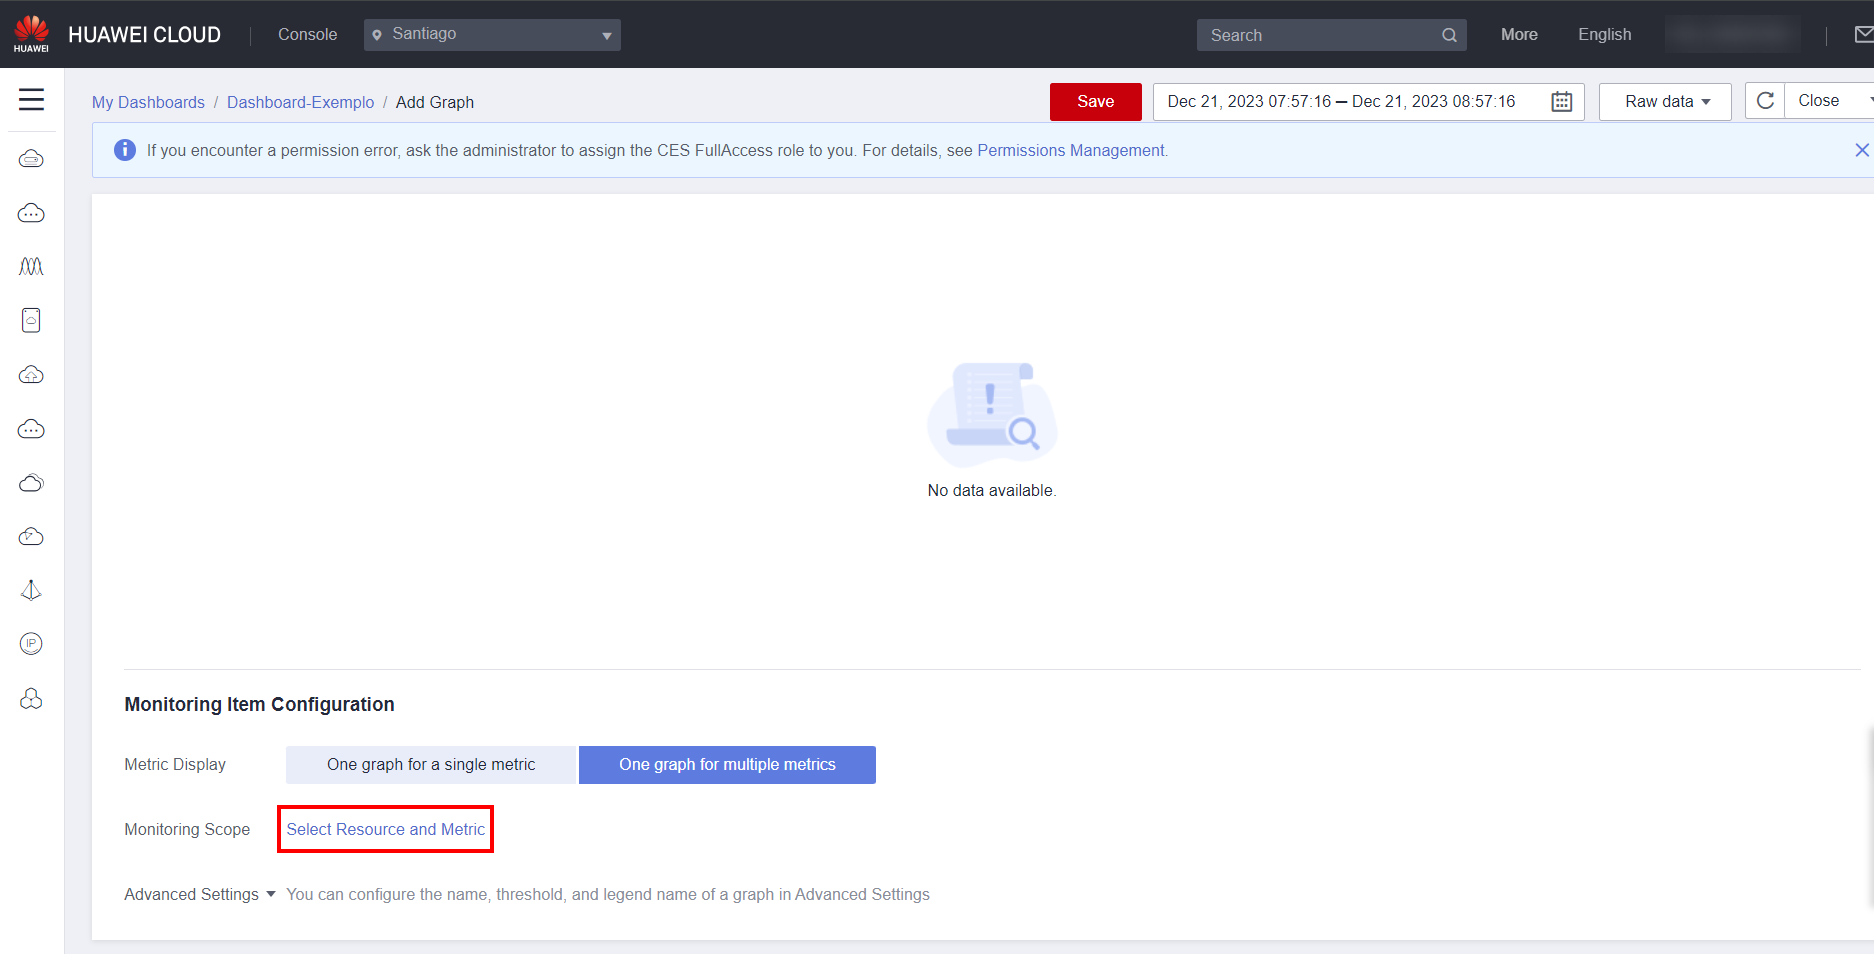 HUAWEI
HUAWEI CLOUD
Console
Santiago
Search
More
English
My Dashboards / Dashboard-Exemplo / Add Graph
Save
Dec 21, 2023 07:57:16 — Dec 21, 2023 08:57:16
Raw data
Close
If you encounter a permission error, ask the administrator to assign the CES FullAccess role to you. For details, see Permissions Management.
No data available.
IP
Monitoring Item Configuration
Metric Display
One graph for a single metric
One graph for multiple metrics
Monitoring Scope
Select Resource and Metric
Advanced Settings
You can configure the name, threshold, and legend name of a graph in Advanced Settings